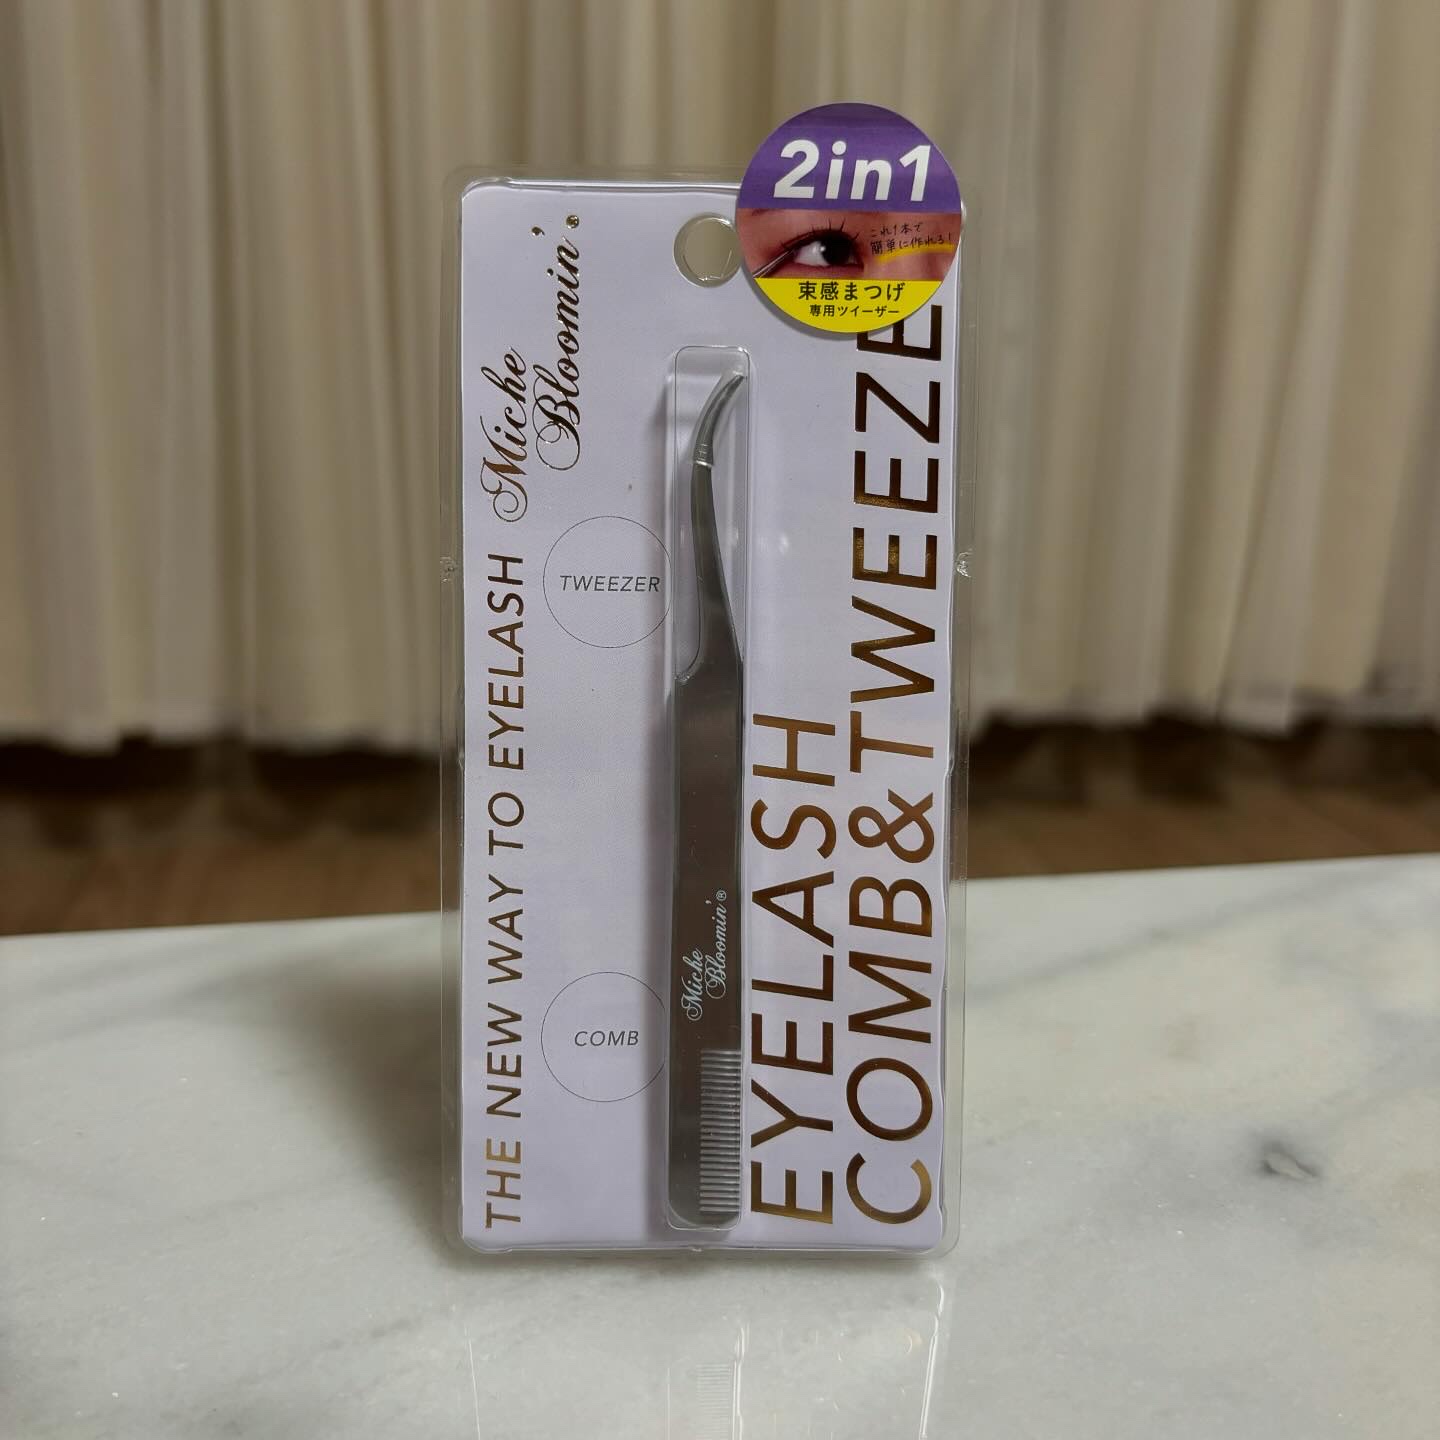 2in1
これ1本で
簡単に作れる!
束感まつげ
専用ツイーザー
Miche
Bloomin'.
THE NEW WAY TO EYELASH
TWEEZER
COMB
Miche
Bloomin'®
EYELASH
COMB& TWEEZE